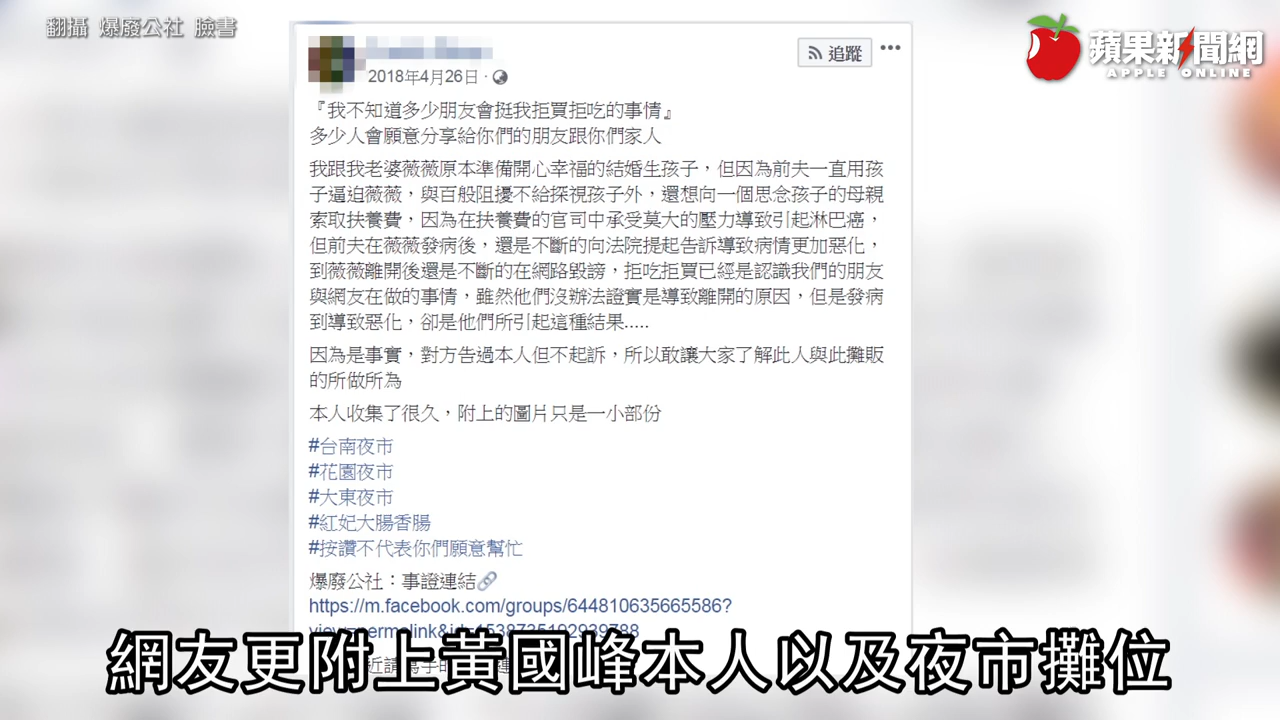 翻攝 爆廢公社 臉書
蘋果新聞網
APPLE ONLINE
追蹤
2018年4月26日
『我不知道多少朋友會挺我拒買拒吃的事情』
多少人會願意分享給你們的朋友跟你們家人
我跟我老婆薇薇原本準備開心幸福的結婚生孩子，但因為前夫一直用孩
子逼迫薇薇，與百般阻擾不給探視孩子外，還想向一個思念孩子的母親
索取扶養費，因為在扶養費的官司中承受莫大的壓力導致引起淋巴癌，
但前夫在薇薇發病後，還是不斷的向法院提起告訴導致病情更加惡化，
到薇薇離開後還是不斷的在網路毀謗，拒吃拒買已經是認識我們的朋友
與網友在做的事情，雖然他們沒辦法證實是導致離開的原因，但是發病
到導致惡化，卻是他們所引起這種結果.....
因為是事實，對方告過本人但不起訴，所以敢讓大家了解此人與此攤販
的所做所為
本人收集了很久，附上的圖片只是一小部份
#台南夜市
#花園夜市
#大東夜市
#紅妃大腸香腸
#按讚不代表你們願意幫忙
爆廢公社：事證連結
https://m.facebook.com/groups/644810635665586?
網友更附上黃國峰本人以及夜市攤位